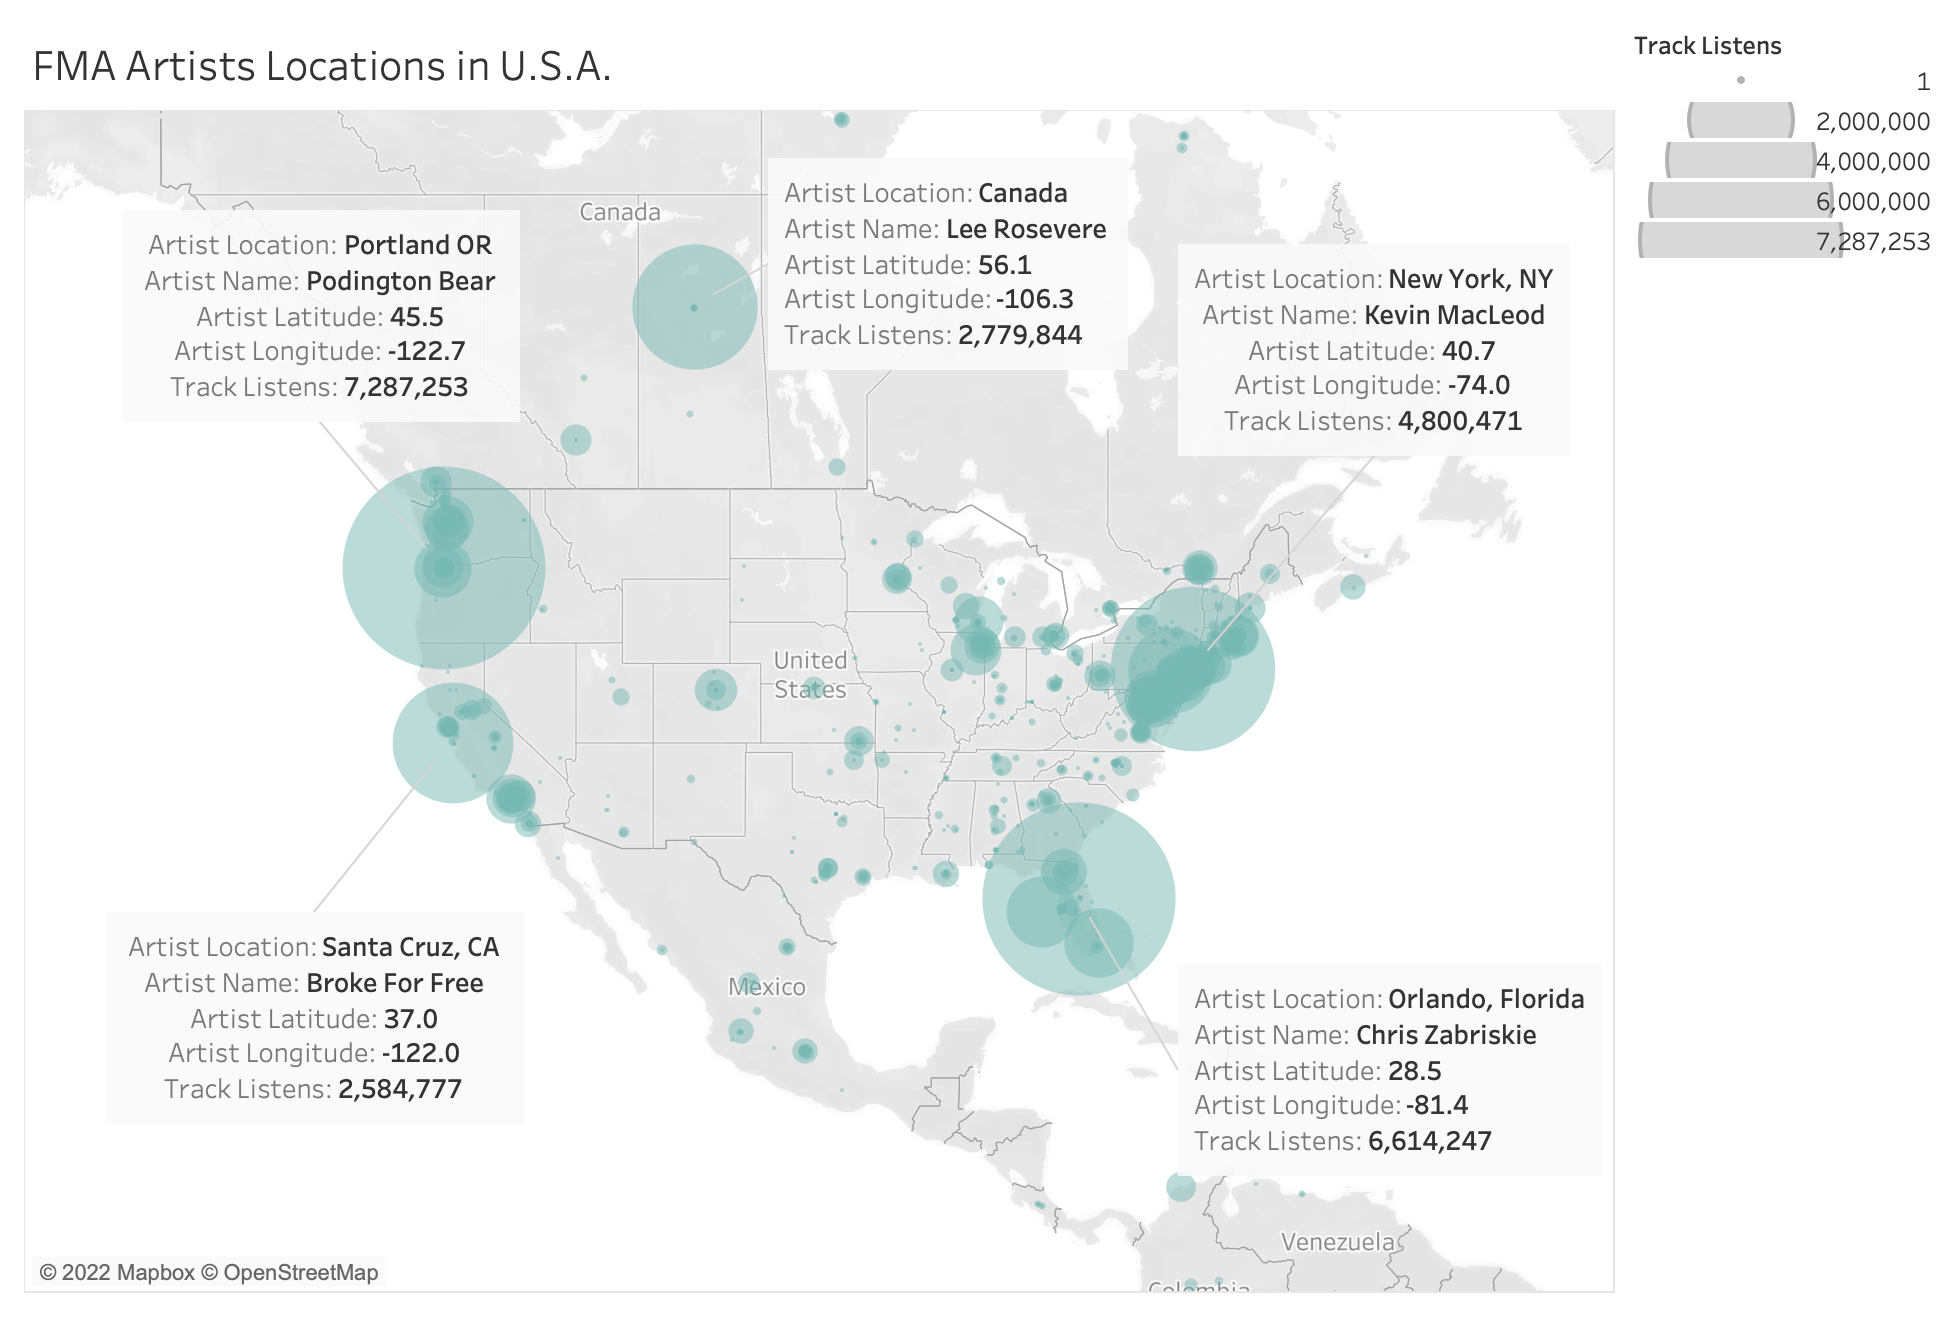 FMA Artists Locations in U.S.A.
Track Listens
1
2,000,000
4,000,000
6,000,000
7,287,253
Canada
Artist Location: Portland OR
Artist Name: Podington Bear
Artist Latitude: 45.5
Artist Longitude: -122.7
Track Listens: 7,287,253
Artist Location: Canada
Artist Name: Lee Rosevere
Artist Latitude: 56.1
Artist Longitude: -106.3
Track Listens: 2,779,844
Artist Location: New York, NY
Artist Name: Kevin MacLeod
Artist Latitude: 40.7
Artist Longitude: -74.0
Track Listens: 4,800,471
United
States
Artist Location: Santa Cruz, CA
Artist Name: Broke For Free
Artist Latitude: 37.0
Artist Longitude: -122.0
Track Listens: 2,584,777
Mexico
Artist Location: Orlando, Florida
Artist Name: Chris Zabriskie
Artist Latitude: 28.5
Artist Longitude: -81.4
Track Listens: 6,614,247
Venezuela
Colombia
© 2022 Mapbox © OpenStreetMap